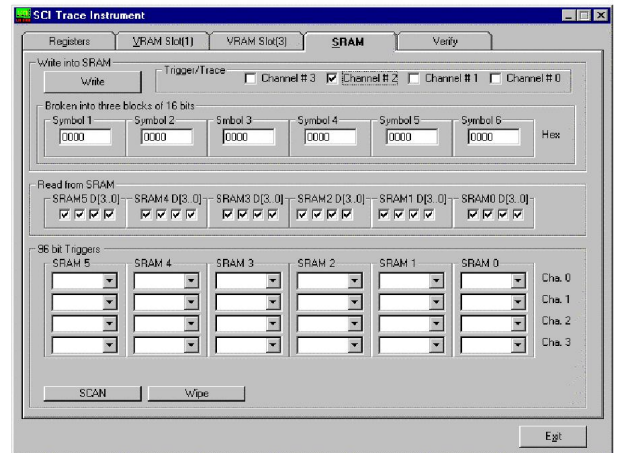 SCI Trace Instrument
Registers VRAM Slot(1) VRAM Slot(3) SRAM Verify
Write into SRAM
Write Trigger/Trace Channel # 3 Channel # 2 Channel # 1 Channel # 0
Broken into three blocks of 16 bits
Symbol 1 Symbol 2 Smbol 3 Symbol 4 Symbol 5 Symbol 6
0000 0000 0000 0000 0000 0000 Hex
Read from SRAM
SRAM5 D[3..0] SRAM4 D[3..0] SRAM3 D[3..0] SRAM2 D[3..0] SRAM1 D[3..0] SRAM0 D[3..0]
96 bit Triggers
SRAM 5 SRAM 4 SRAM 3 SRAM 2 SRAM 1 SRAM 0
Cha. 0
Cha. 1
Cha. 2
Cha. 3
SCAN Wipe
Exit